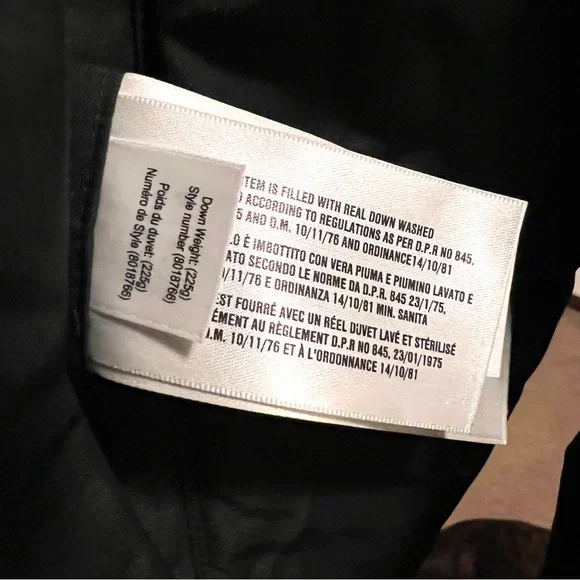 Down Weight: (225g)
Style number (8018766)
Poids du duvet: (225g)
Numéro de Style (8018766)
TEM IS FILLED WITH REAL DOWN WASHED
ACCORDING TO REGULATIONS AS PER D.P.R NO 845,
5 AND D.M. 10/11/76 AND ORDINANCE14/10/81
LO È IMBOTTITO CON VERA PIUMA E PIUMINO LAVATO E
ATO SECONDO LE NORME DA D.P.R. 845 23/1/75,
/11/76 E ORDINANZA 14/10/81 MIN. SANITA
EST FOURRÉ AVEC UN RÉEL DUVET LAVÉ ET STÉRILISÉ
ÉMENT AU RÈGLEMENT D.P.R NO 845, 23/01/1975
.M. 10/11/76 ET À L'ORDONNANCE 14/10/81